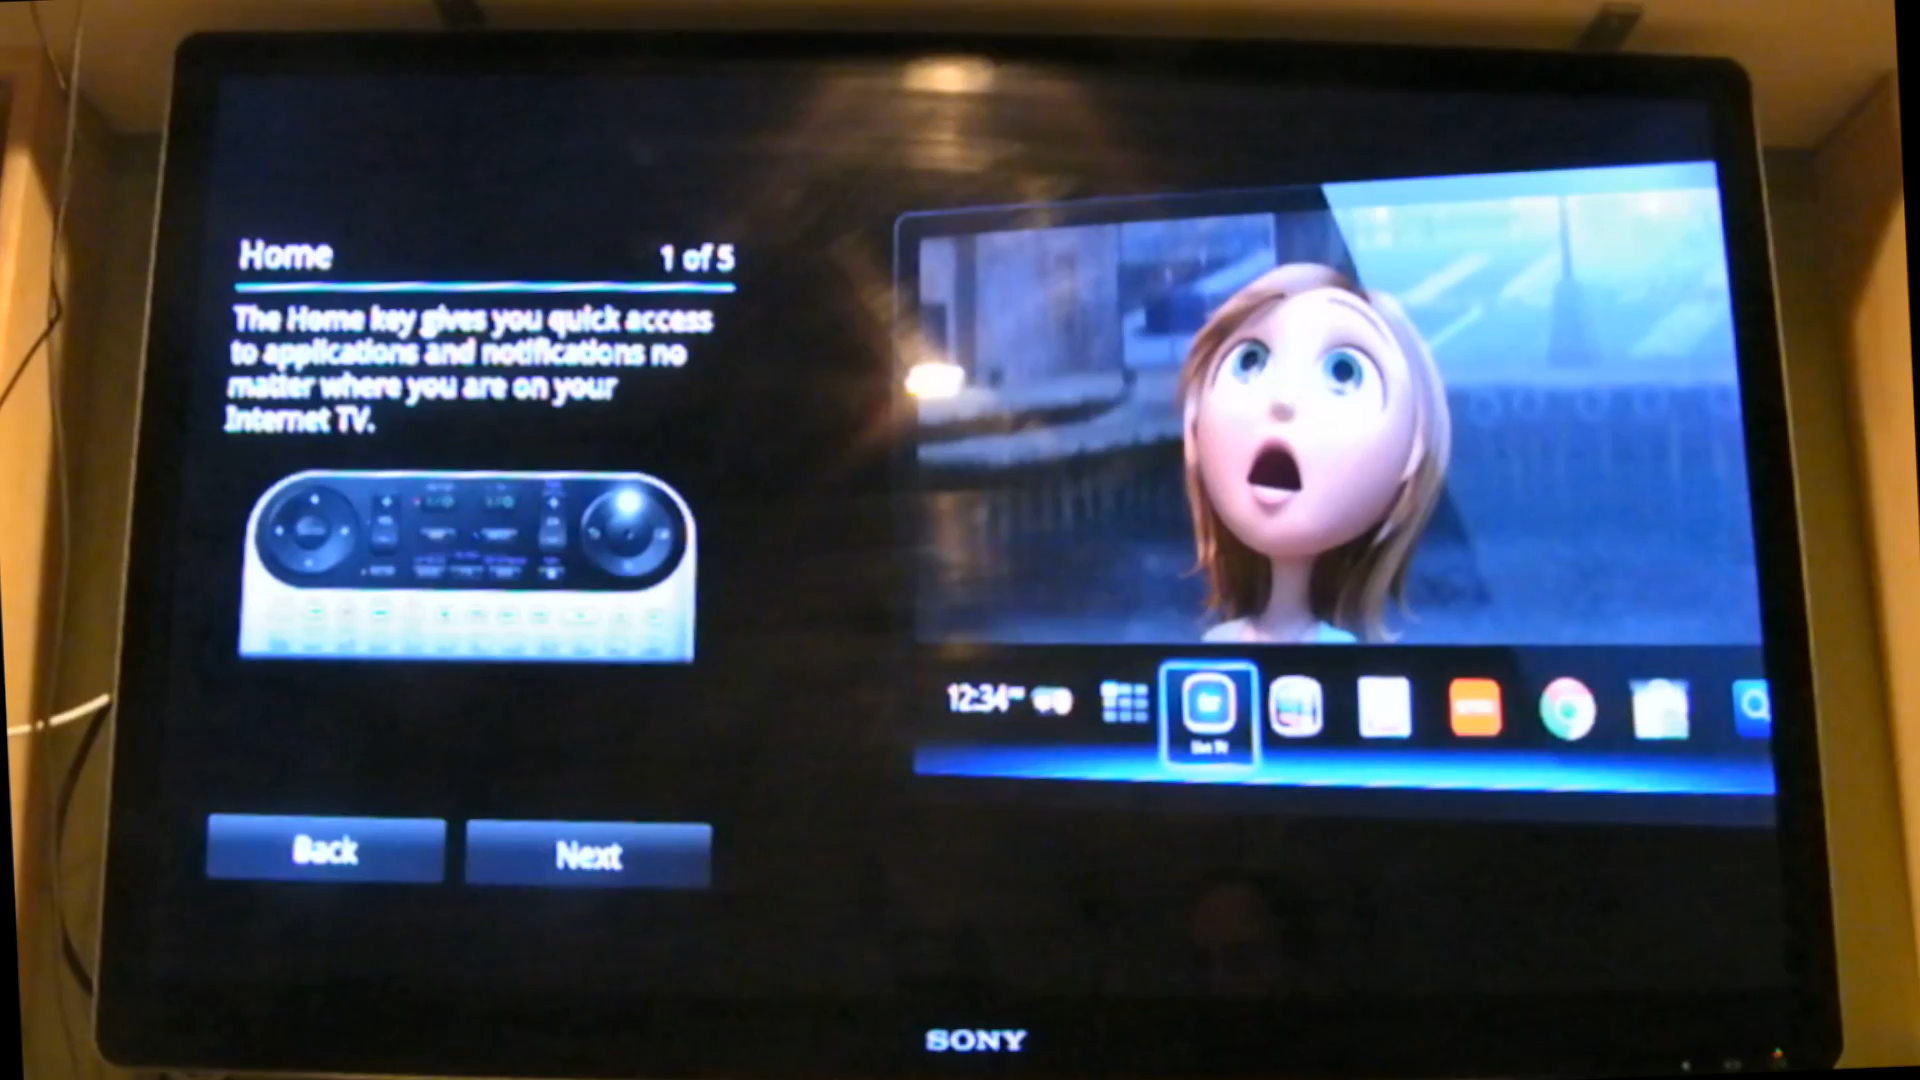 Home
1 of 5
The Home key gives you quick access
to applications and notifications no
matter where you are on your
Internet TV.
12:34
Back
Next
SONY